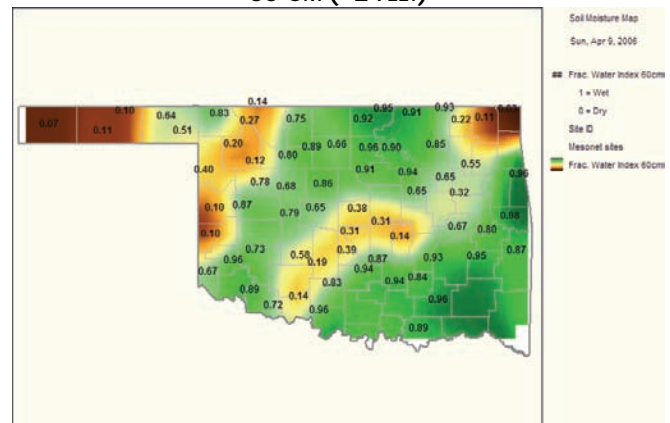 60-CM (~2 FEET)
Soil Moisture Map
Sun, Apr 9, 2006
## Frac. Water Index 60cms
1 = Wet
0 = Dry
Site ID
Mesonet sites
Frac. Water Index 60cms
0.14
0.10 0.64 0.83 0.27 0.75 0.92 0.95 0.91 0.93 0.22 0.11
0.07 0.11 0.51
0.20 0.12 0.80 0.89 0.66 0.96 0.90 0.85
0.40 0.91 0.94 0.65 0.55 0.96
0.78 0.68 0.86 0.65 0.32
0.10 0.87 0.79 0.65 0.38 0.31 0.98
0.10 0.31 0.14 0.67 0.80
0.96 0.73 0.58 0.19 0.39 0.87 0.93 0.95 0.87
0.67 0.94 0.84
0.89 0.83 0.94
0.72 0.14 0.96 0.96
0.89